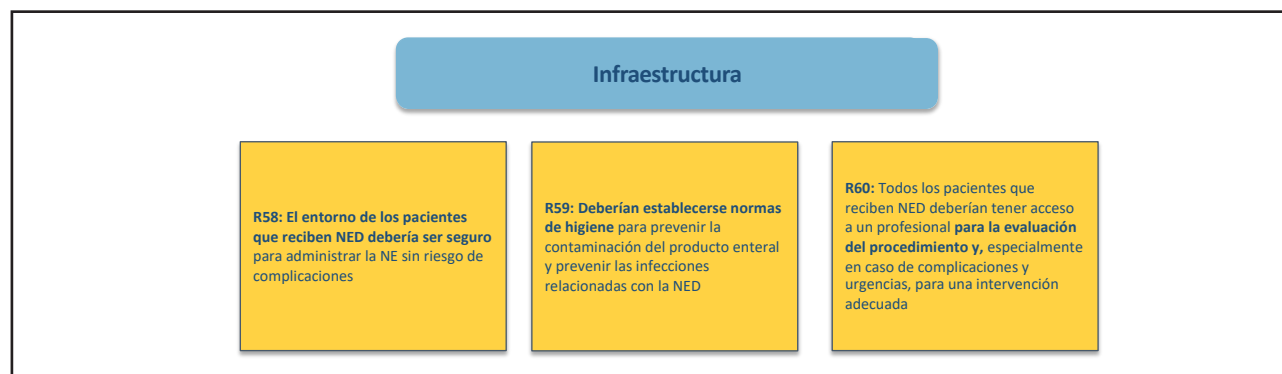 Infraestructura
R58: El entorno de los pacientes
que reciben NED debería ser seguro
para administrar la NE sin riesgo de
complicaciones
R59: Deberían establecerse normas
de higiene para prevenir la
contaminación del producto enteral
y prevenir las infecciones
relacionadas con la NED
R60: Todos los pacientes que
reciben NED deberían tener acceso
a un profesional para la evaluación
del procedimiento y, especialmente
en caso de complicaciones y
urgencias, para una intervención
adecuada